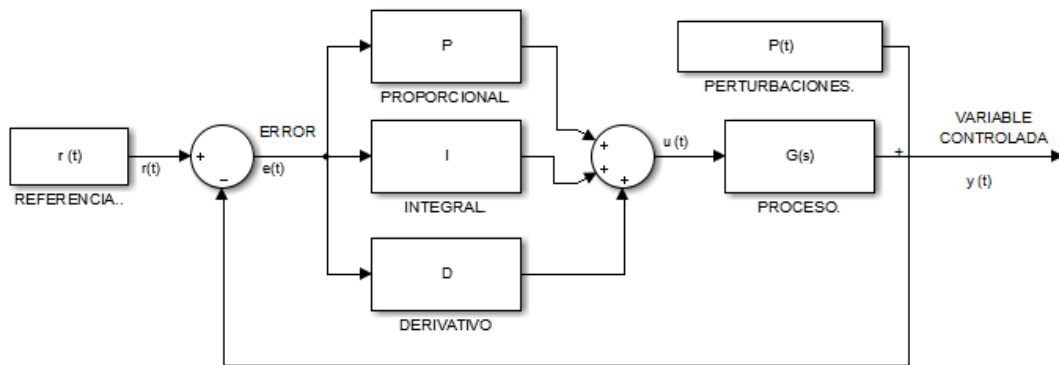 P
PROPORCIONAL.
P(t)
PERTURBACIONES.
r (t)
REFERENCIA..
r(t)
+
−
ERROR
e(t)
I
INTEGRAL.
+
+
+
u (t)
G(s)
PROCESO.
+
VARIABLE
CONTROLADA
y (t)
D
DERIVATIVO